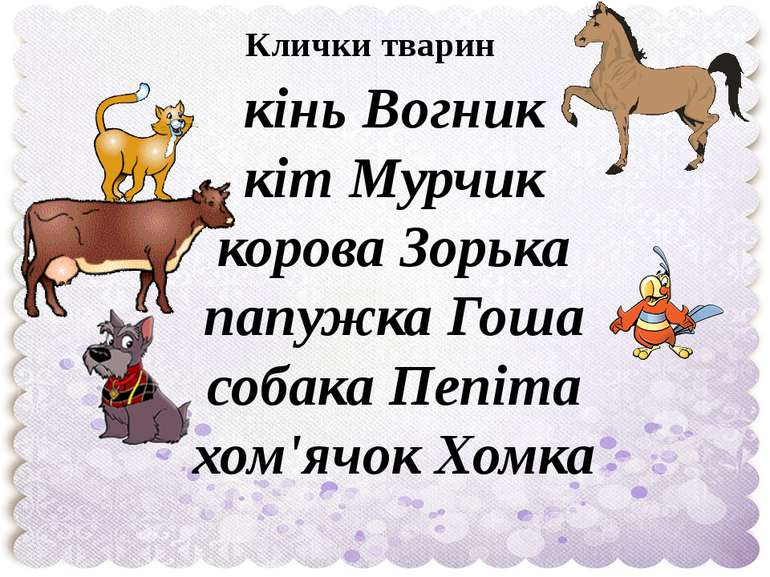 Клички тварин
кінь Вогник
кіт Мурчик
корова Зорька
папужка Гоша
собака Пепіта
хом'ячок Хомка